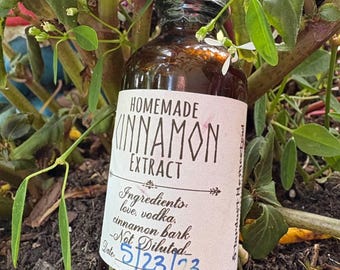 HOMEMADE
CINNAMON
EXTRACT
Ingredients:
love, vodka,
cinnamon bark
Not Diluted
Date: 5/23/23